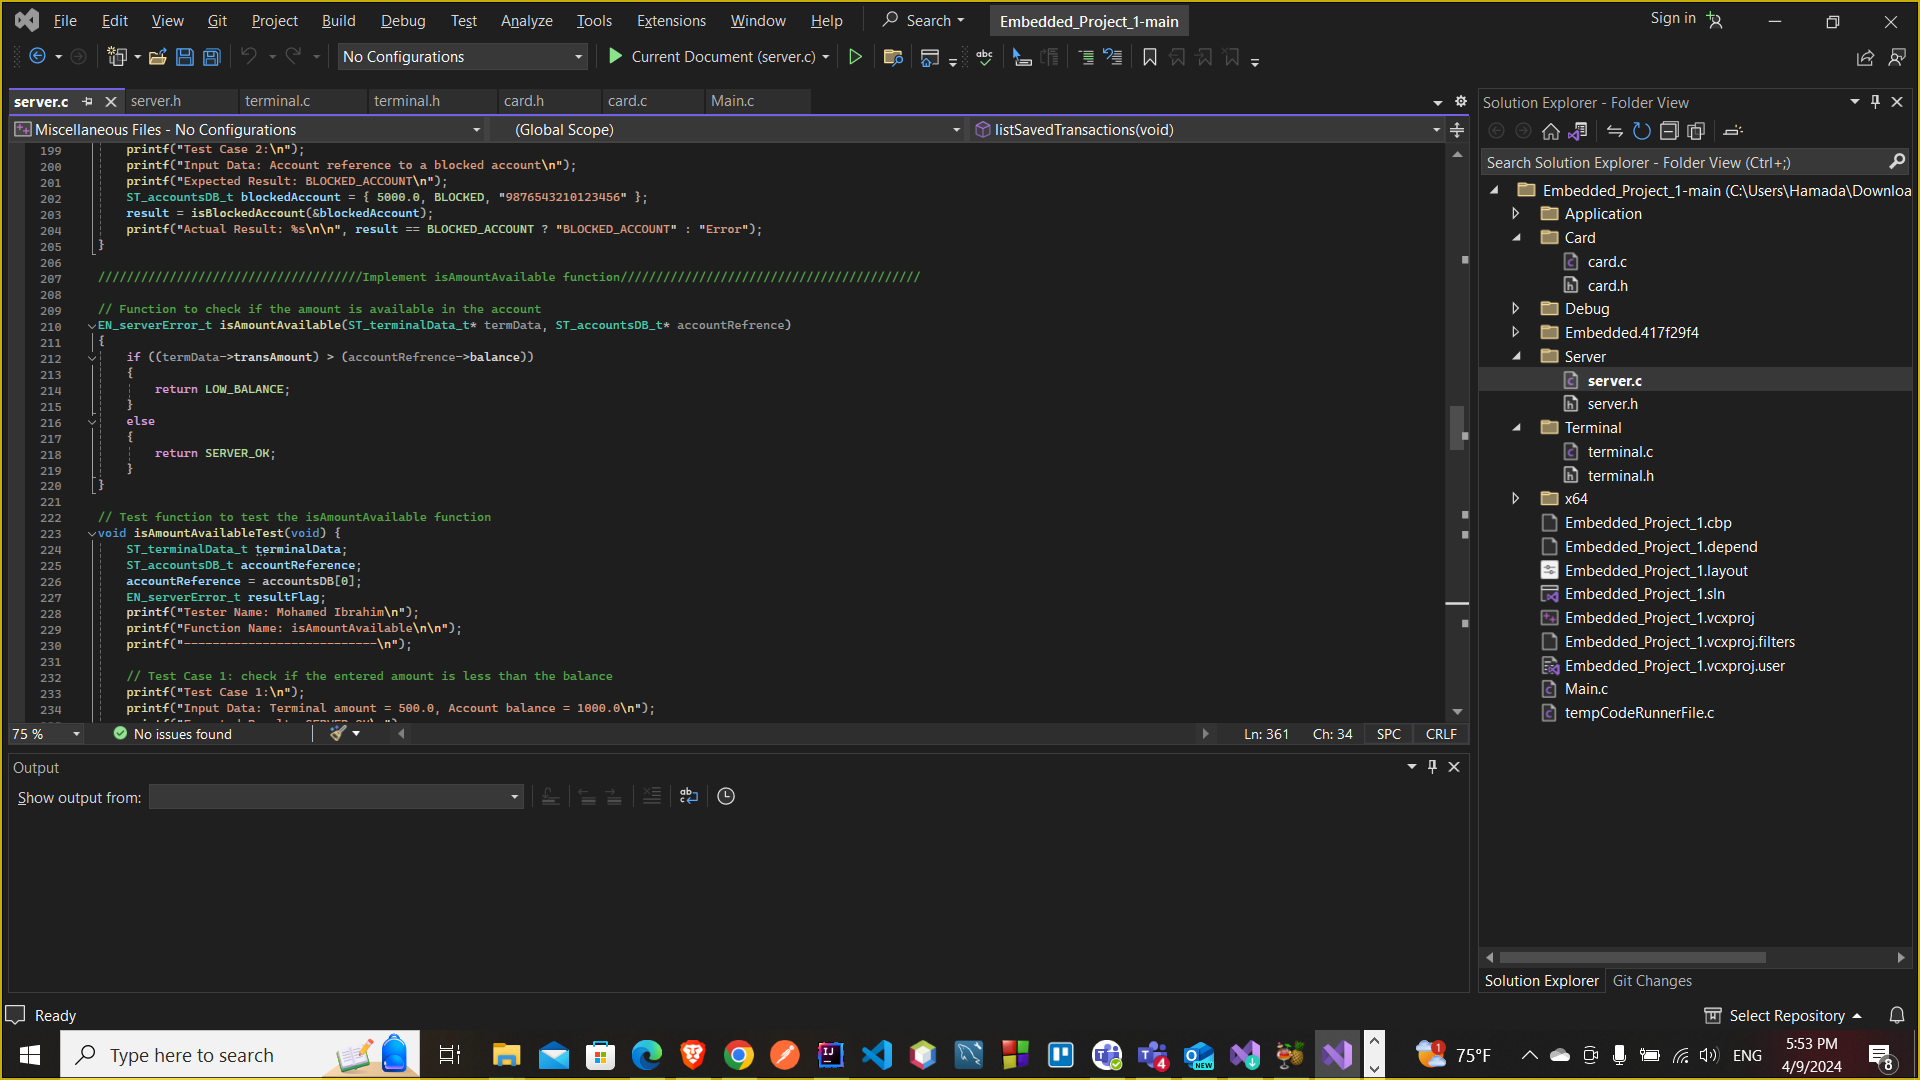 File Edit View Git Project Build Debug Test Analyze Tools Extensions Window Help Search Embedded_Project_1-main Sign in
No Configurations Current Document (server.c)
server.c server.h terminal.c terminal.h card.h card.c Main.c
Miscellaneous Files - No Configurations (Global Scope) listSavedTransactions(void)
199 printf("Test Case 2:\n");
200 printf("Input Data: Account reference to a blocked account\n");
201 printf("Expected Result: BLOCKED_ACCOUNT\n");
202 ST_accountsDB_t blockedAccount = { 5000.0, BLOCKED, "9876543210123456" };
203 result = isBlockedAccount(&blockedAccount);
204 printf("Actual Result: %s\n\n", result == BLOCKED_ACCOUNT ? "BLOCKED_ACCOUNT" : "Error");
205 }
206
207 /////////////////////////////////////Implement isAmountAvailable function//////////////////////////////////////////
208
209 // Function to check if the amount is available in the account
210 EN_serverError_t isAmountAvailable(ST_terminalData_t* termData, ST_accountsDB_t* accountRefrence)
211 {
212 if ((termData->transAmount) > (accountRefrence->balance))
213 {
214 return LOW_BALANCE;
215 }
216 else
217 {
218 return SERVER_OK;
219 }
220 }
221
222 // Test function to test the isAmountAvailable function
223 void isAmountAvailableTest(void) {
224 ST_terminalData_t terminalData;
225 ST_accountsDB_t accountReference;
226 accountReference = accountsDB[0];
227 EN_serverError_t resultFlag;
228 printf("Tester Name: Mohamed Ibrahim\n");
229 printf("Function Name: isAmountAvailable\n\n");
230 printf("---------------------------\n");
231
232 // Test Case 1: check if the entered amount is less than the balance
233 printf("Test Case 1:\n");
234 printf("Input Data: Terminal amount = 500.0, Account balance = 1000.0\n");
75 % No issues found Ln: 361 Ch: 34 SPC CRLF
Output
Show output from:
Solution Explorer - Folder View
Search Solution Explorer - Folder View (Ctrl+;)
Embedded_Project_1-main (C:\Users\Hamada\Downloa
Application
Card
card.c
card.h
Debug
Embedded.417f29f4
Server
server.c
server.h
Terminal
terminal.c
terminal.h
x64
Embedded_Project_1.cbp
Embedded_Project_1.depend
Embedded_Project_1.layout
Embedded_Project_1.sln
Embedded_Project_1.vcxproj
Embedded_Project_1.vcxproj.filters
Embedded_Project_1.vcxproj.user
Main.c
tempCodeRunnerFile.c
Solution Explorer Git Changes
Ready Select Repository
Type here to search 75°F ENG 5:53 PM
4/9/2024 8